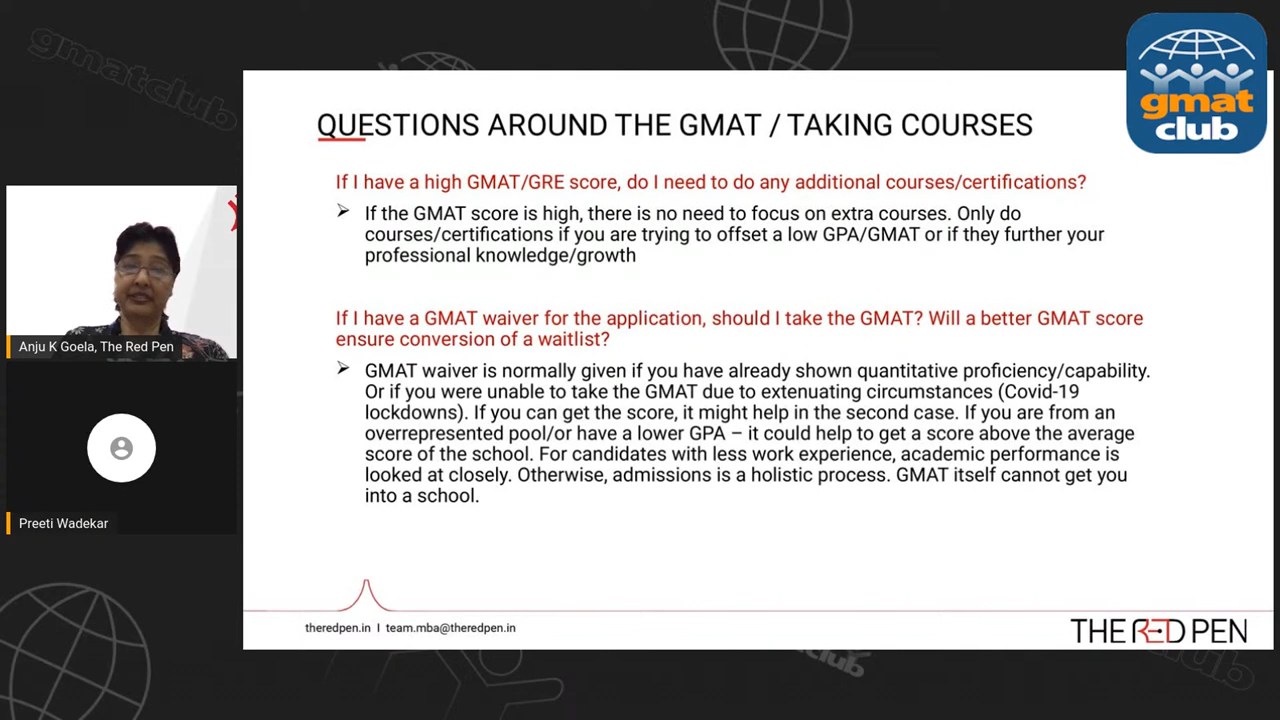 gmatclub
gmat
club
QUESTIONS AROUND THE GMAT / TAKING COURSES
If I have a high GMAT/GRE score, do I need to do any additional courses/certifications?
➢ If the GMAT score is high, there is no need to focus on extra courses. Only do
courses/certifications if you are trying to offset a low GPA/GMAT or if they further your
professional knowledge/growth
If I have a GMAT waiver for the application, should I take the GMAT? Will a better GMAT score
ensure conversion of a waitlist?
➢ GMAT waiver is normally given if you have already shown quantitative proficiency/capability.
Or if you were unable to take the GMAT due to extenuating circumstances (Covid-19
lockdowns). If you can get the score, it might help in the second case. If you are from an
overrepresented pool/or have a lower GPA – it could help to get a score above the average
score of the school. For candidates with less work experience, academic performance is
looked at closely. Otherwise, admissions is a holistic process. GMAT itself cannot get you
into a school.
Anju K Goela, The Red Pen
Preeti Wadekar
theredpen.in I team.mba@theredpen.in
THE RED PEN
club